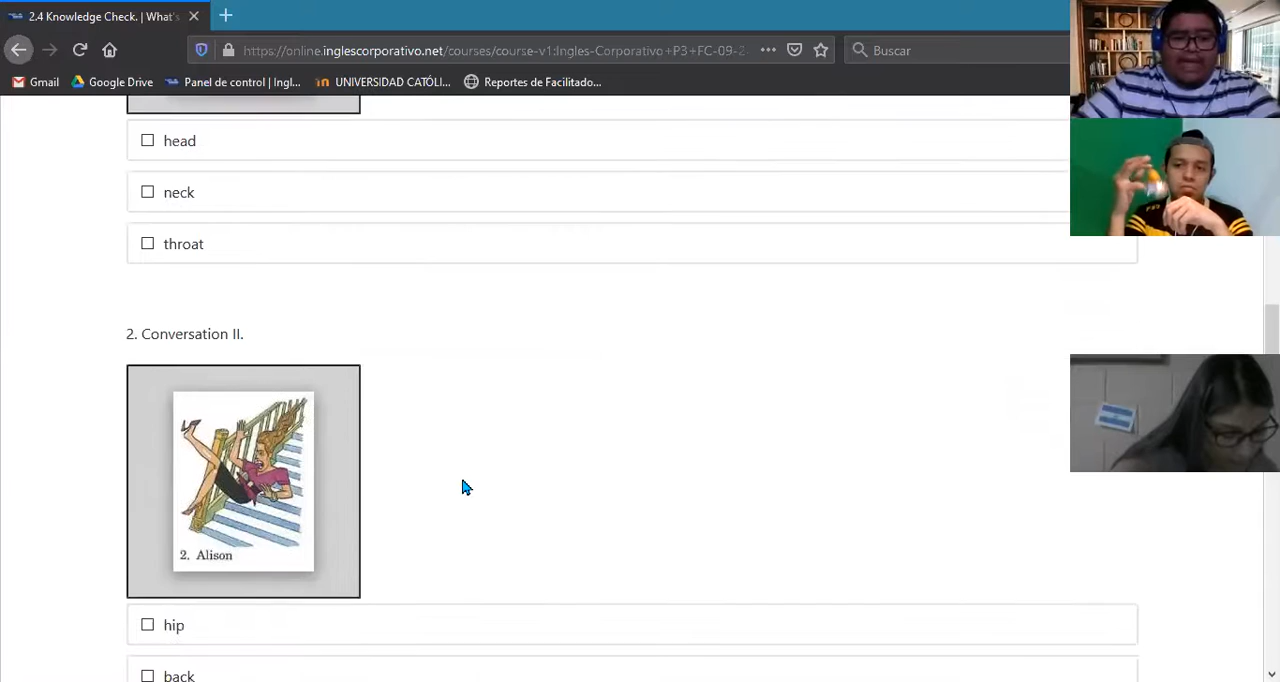 2.4 Knowledge Check. | What's
https://online.inglescorporativo.net/courses/course-v1:Ingles-Corporativo+P3+FC-09-2
Buscar
Gmail
Google Drive
Panel de control | Ingl...
in UNIVERSIDAD CATÓLI...
Reportes de Facilitado...
head
neck
throat
2. Conversation II.
2. Alison
hip
back